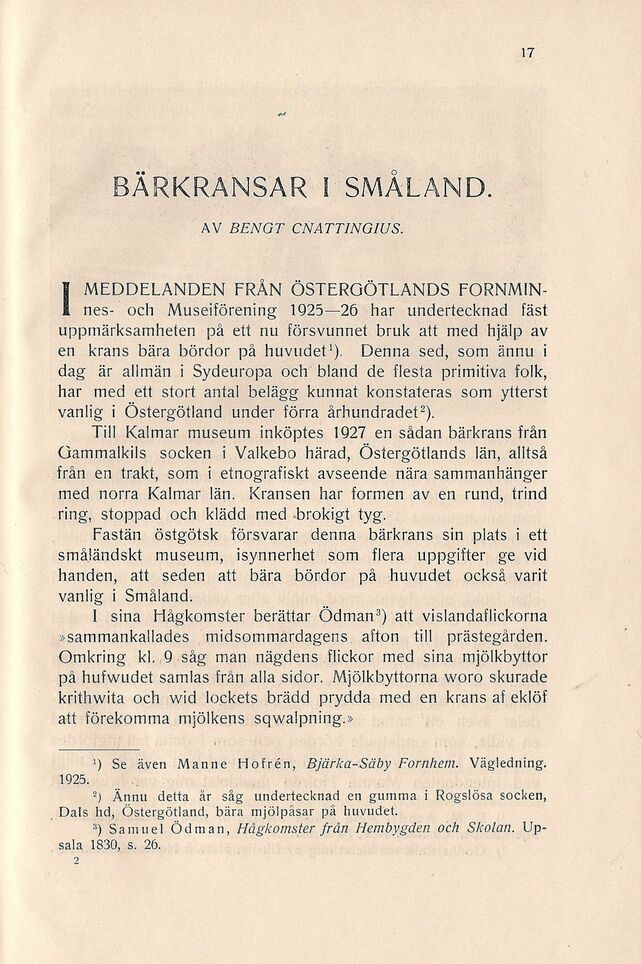 17
BÄRKRANSAR I SMÅLAND.
AV BENGT CNATTINGIUS.
I MEDDELANDEN FRÅN ÖSTERGÖTLANDS FORNMIN-
nes- och Museiförening 1925—26 har undertecknad fäst
uppmärksamheten på ett nu försvunnet bruk att med hjälp av
en krans bära bördor på huvudet¹). Denna sed, som ännu i
dag är allmän i Sydeuropa och bland de flesta primitiva folk,
har med ett stort antal belägg kunnat konstateras som ytterst
vanlig i Östergötland under förra århundradet²).
Till Kalmar museum inköptes 1927 en sådan bärkrans från
Gammalkils socken i Valkebo härad, Östergötlands län, alltså
från en trakt, som i etnografiskt avseende nära sammanhänger
med norra Kalmar län. Kransen har formen av en rund, trind
ring, stoppad och klädd med brokigt tyg.
Fastän östgötsk försvarar denna bärkrans sin plats i ett
småländskt museum, isynnerhet som flera uppgifter ge vid
handen, att seden att bära bördor på huvudet också varit
vanlig i Småland.
I sina Hågkomster berättar Ödman³) att vislandaflickorna
»sammankallades midsommardagens afton till prästegården.
Omkring kl. 9 såg man nägdens flickor med sina mjölkbyttor
på hufwudet samlas från alla sidor. Mjölkbyttorna woro skurade
krithwita och wid lockets brädd prydda med en krans af eklöf
att förekomma mjölkens sqwalpning.»
¹) Se även Manne Hofrén, Bjärka-Säby Fornhem. Vägledning.
1925.
²) Ännu detta år såg undertecknad en gumma i Rogslösa socken,
Dals hd, Östergötland, bära mjölpåsar på huvudet.
³) Samuel Ödman, Hågkomster från Hembygden och Skolan. Up-
sala 1830, s. 26.
2